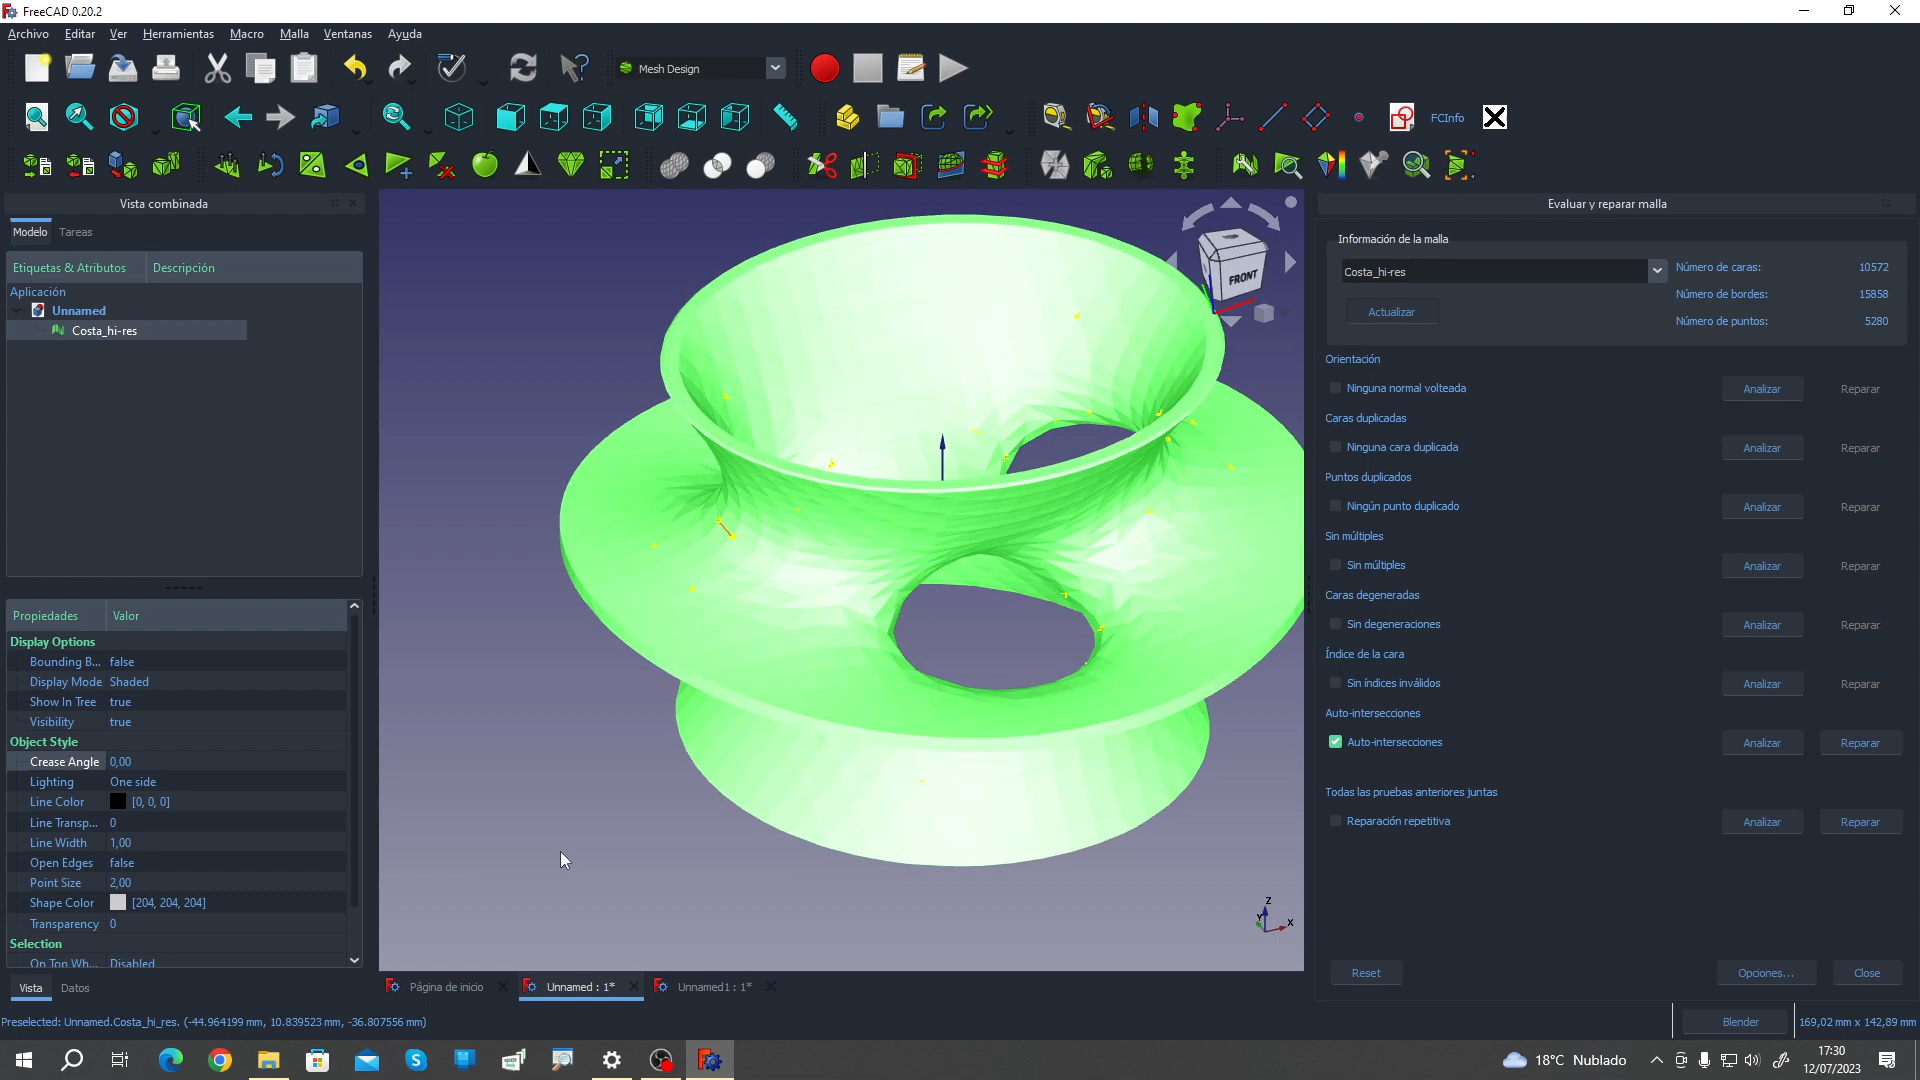 FreeCAD 0.20.2
Archivo Editar Ver Herramientas Macro Malla Ventanas Ayuda
Mesh Design
FCInfo
Vista combinada
Modelo Tareas
Etiquetas & Atributos Descripción
Aplicación
Unnamed
Costa_hi-res
Propiedades Valor
Display Options
Bounding B... false
Display Mode Shaded
Show In Tree true
Visibility true
Object Style
Crease Angle 0,00
Lighting One side
Line Color [0, 0, 0]
Line Transp... 0
Line Width 1,00
Open Edges false
Point Size 2,00
Shape Color [204, 204, 204]
Transparency 0
Selection
On Top Wh... Disabled
Vista Datos
FRONT
Z
Y
X
Página de inicio Unnamed : 1* Unnamed1 : 1*
Evaluar y reparar malla
Información de la malla
Costa_hi-res
Actualizar
Número de caras: 10572
Número de bordes: 15858
Número de puntos: 5280
Orientación
Ninguna normal volteada Analizar Reparar
Caras duplicadas
Ninguna cara duplicada Analizar Reparar
Puntos duplicados
Ningún punto duplicado Analizar Reparar
Sin múltiples
Sin múltiples Analizar Reparar
Caras degeneradas
Sin degeneraciones Analizar Reparar
Índice de la cara
Sin índices inválidos Analizar Reparar
Auto-intersecciones
Auto-intersecciones Analizar Reparar
Todas las pruebas anteriores juntas
Reparación repetitiva Analizar Reparar
Reset Opciones... Close
Preselected: Unnamed.Costa_hi_res. (-44.964199 mm, 10.839523 mm, -36.807556 mm)
Blender 169,02 mm x 142,89 mm
18°C Nublado
17:30
12/07/2023